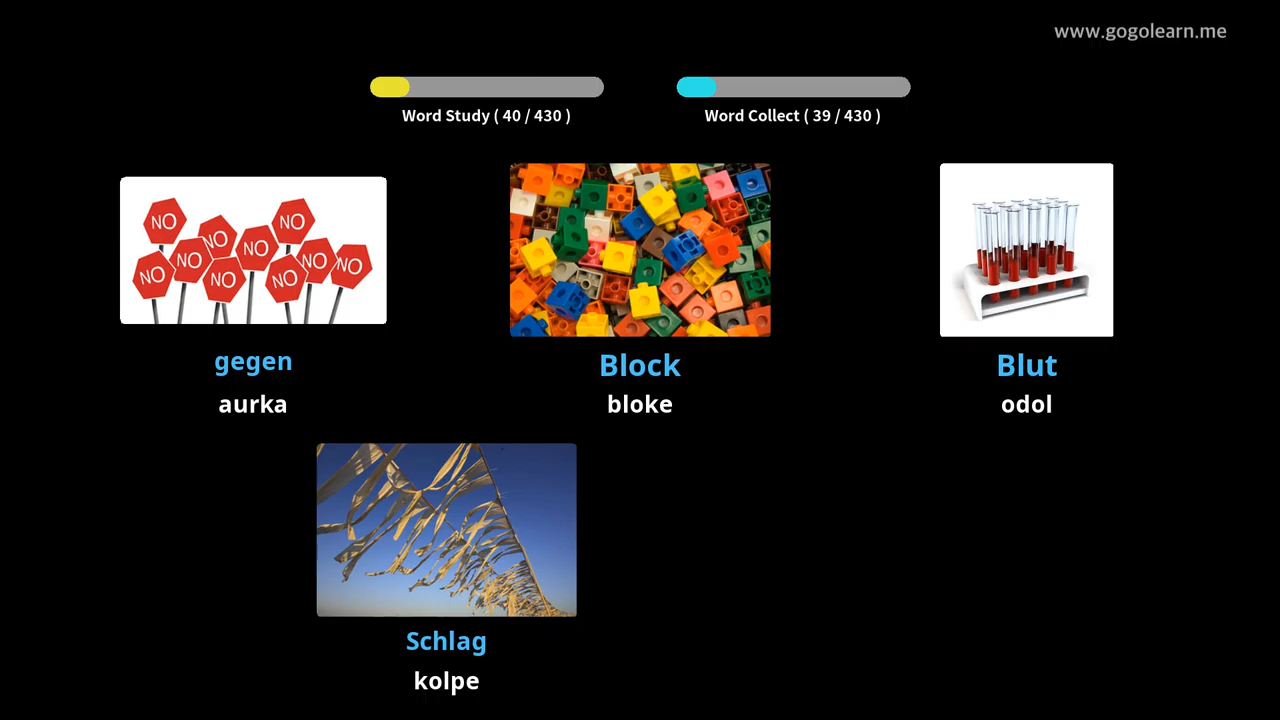 www.gogolearn.me
Word Study ( 40 / 430 )
Word Collect ( 39 / 430 )
NO
NO
NO
NO
NO
NO
NO
NO
NO
gegen
aurka
Block
bloke
Blut
odol
Schlag
kolpe